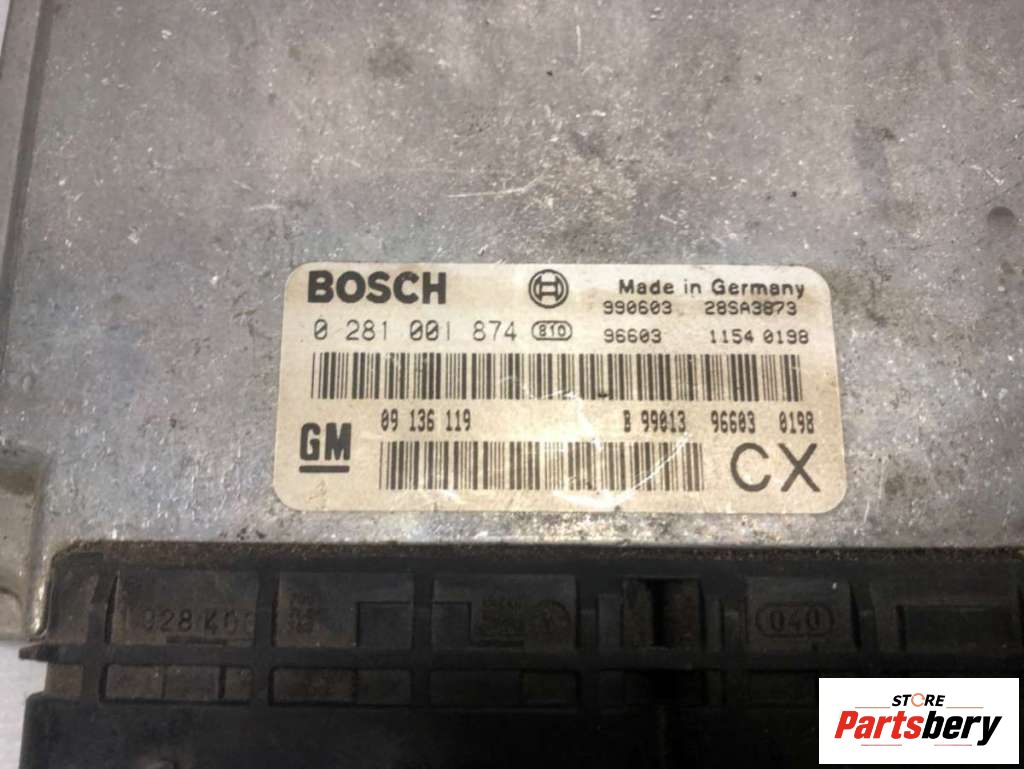 BOSCH Made in Germany
990603 28SA3873
0 281 001 874 810 96603 1154 0198
09 136 119 B 99013 96603 0198
GM CX
040
STORE
Partsbery